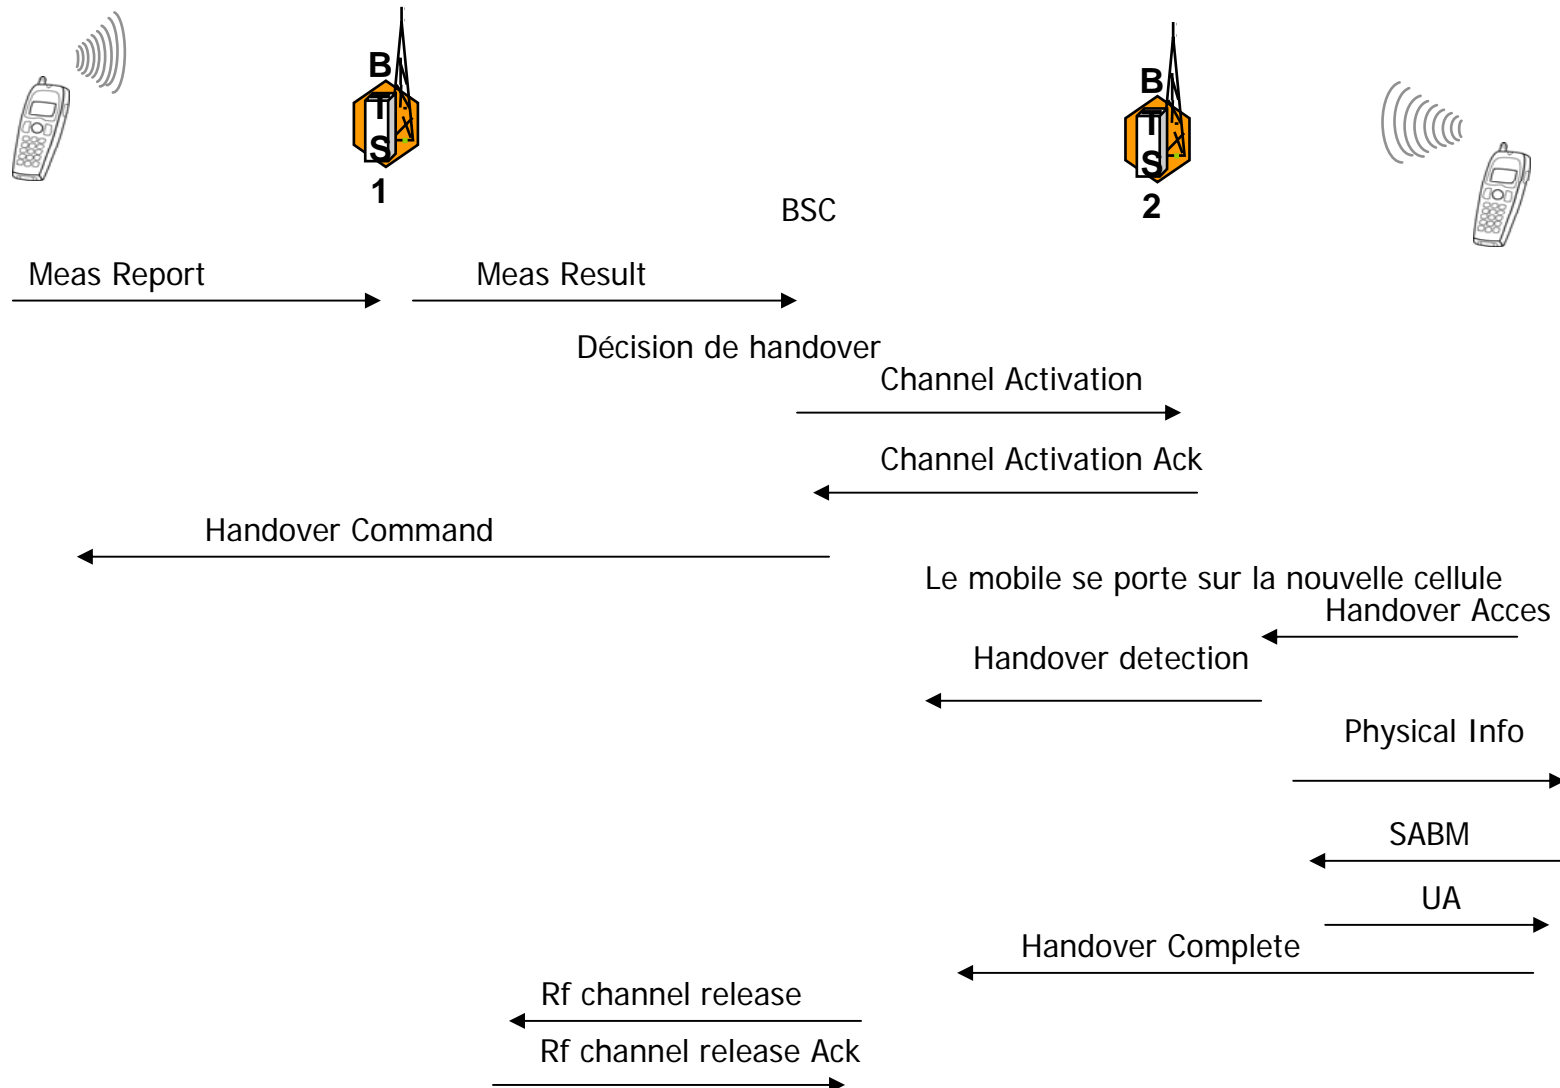 B
T
S
1
B
T
S
2
BSC
Meas Report
Meas Result
Décision de handover
Channel Activation
Channel Activation Ack
Handover Command
Le mobile se porte sur la nouvelle cellule
Handover Acces
Handover detection
Physical Info
SABM
UA
Handover Complete
Rf channel release
Rf channel release Ack